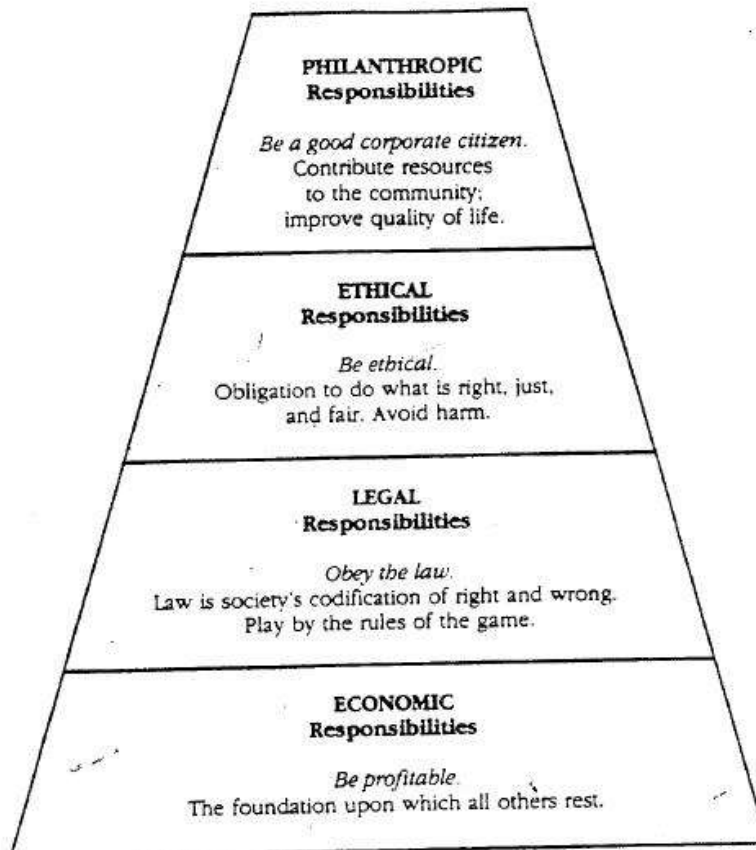 PHILANTHROPIC
Responsibilities
Be a good corporate citizen.
Contribute resources
to the community;
improve quality of life.
ETHICAL
Responsibilities
Be ethical.
Obligation to do what is right, just,
and fair. Avoid harm.
LEGAL
Responsibilities
Obey the law.
Law is society's codification of right and wrong.
Play by the rules of the game.
ECONOMIC
Responsibilities
Be profitable.
The foundation upon which all others rest.